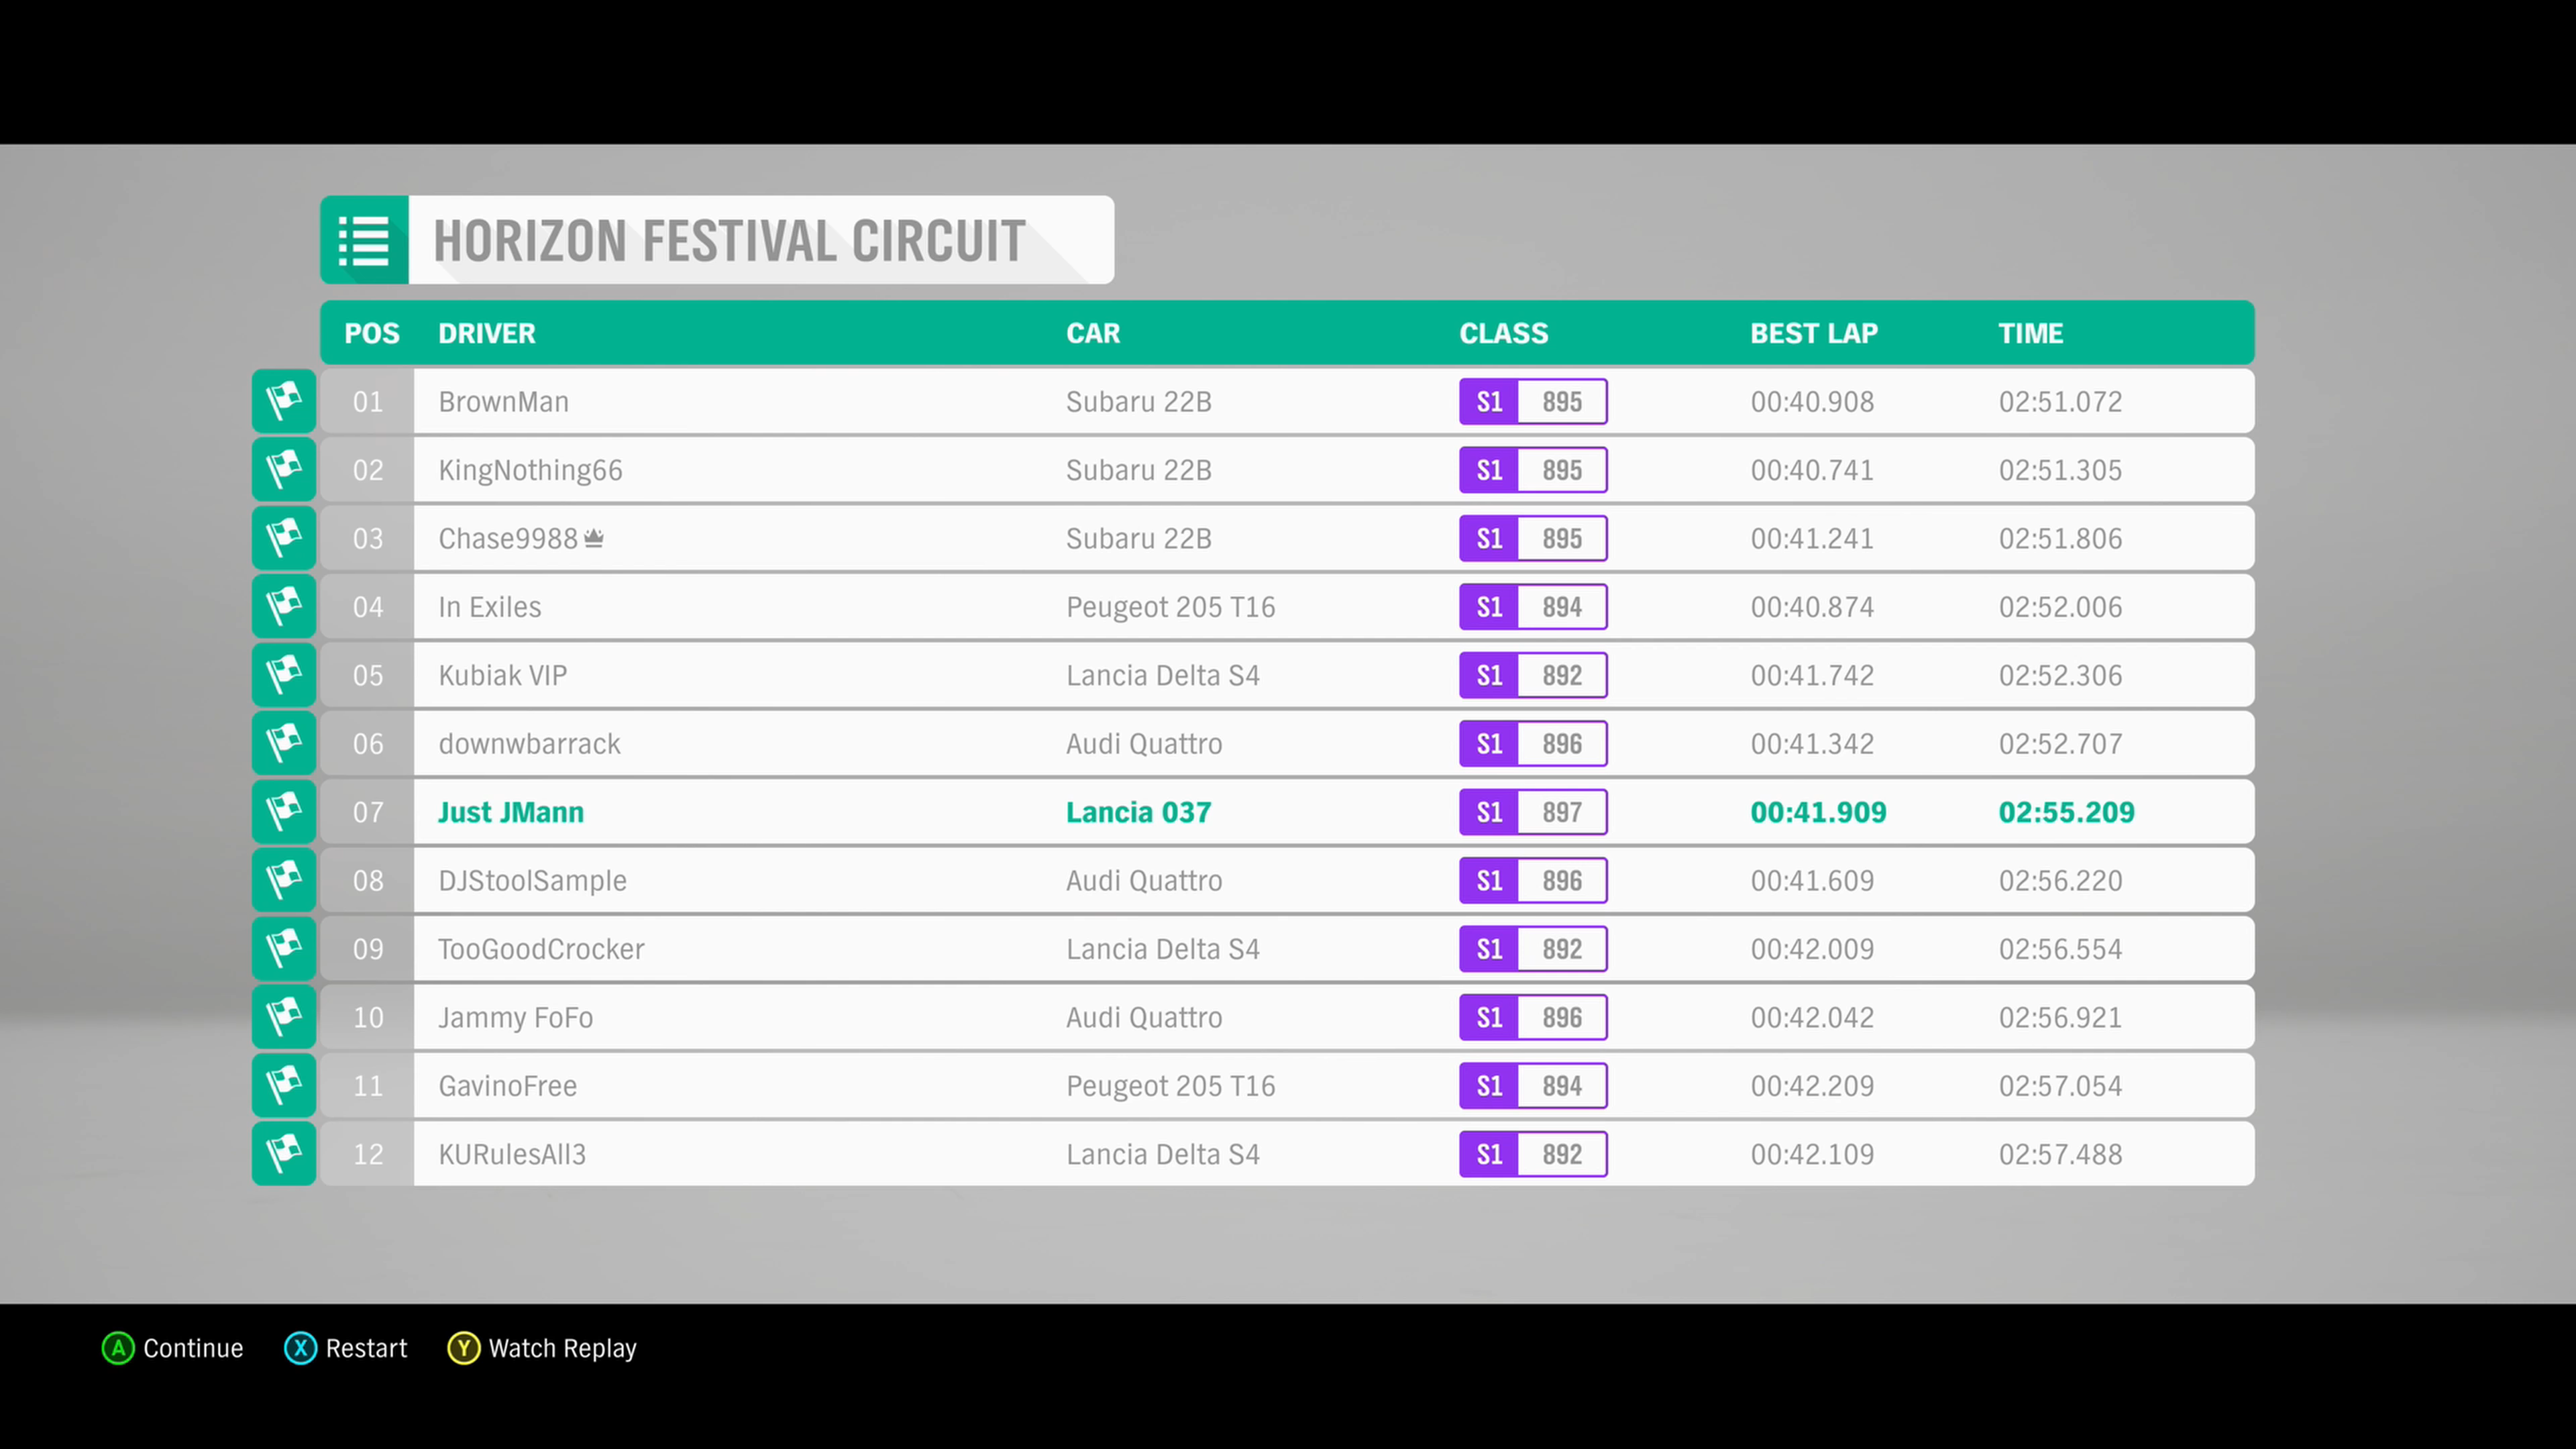 HORIZON FESTIVAL CIRCUIT
POS DRIVER CAR CLASS BEST LAP TIME
01 BrownMan Subaru 22B S1 895 00:40.908 02:51.072
02 KingNothing66 Subaru 22B S1 895 00:40.741 02:51.305
03 Chase9988 Subaru 22B S1 895 00:41.241 02:51.806
04 In Exiles Peugeot 205 T16 S1 894 00:40.874 02:52.006
05 Kubiak VIP Lancia Delta S4 S1 892 00:41.742 02:52.306
06 downwbarrack Audi Quattro S1 896 00:41.342 02:52.707
07 Just JMann Lancia 037 S1 897 00:41.909 02:55.209
08 DJStoolSample Audi Quattro S1 896 00:41.609 02:56.220
09 TooGoodCrocker Lancia Delta S4 S1 892 00:42.009 02:56.554
10 Jammy FoFo Audi Quattro S1 896 00:42.042 02:56.921
11 GavinoFree Peugeot 205 T16 S1 894 00:42.209 02:57.054
12 KURulesAll3 Lancia Delta S4 S1 892 00:42.109 02:57.488
A Continue X Restart Y Watch Replay